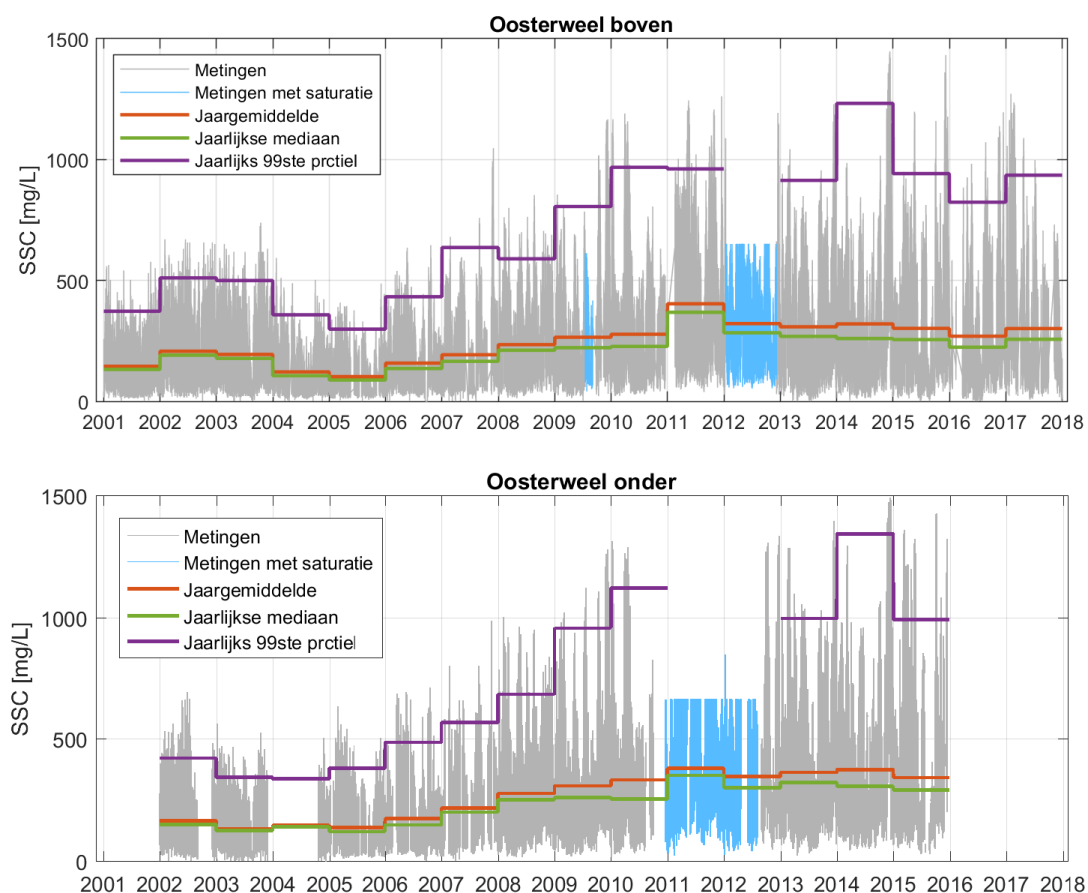 Oosterweel boven
1500
1000
500
0
SSC [mg/L]
Metingen
Metingen met saturatie
Jaargemiddelde
Jaarlijkse mediaan
Jaarlijks 99ste prctiel
2001 2002 2003 2004 2005 2006 2007 2008 2009 2010 2011 2012 2013 2014 2015 2016 2017 2018
Oosterweel onder
1500
1000
500
0
SSC [mg/L]
Metingen
Metingen met saturatie
Jaargemiddelde
Jaarlijkse mediaan
Jaarlijks 99ste prctiel
2001 2002 2003 2004 2005 2006 2007 2008 2009 2010 2011 2012 2013 2014 2015 2016 2017 2018